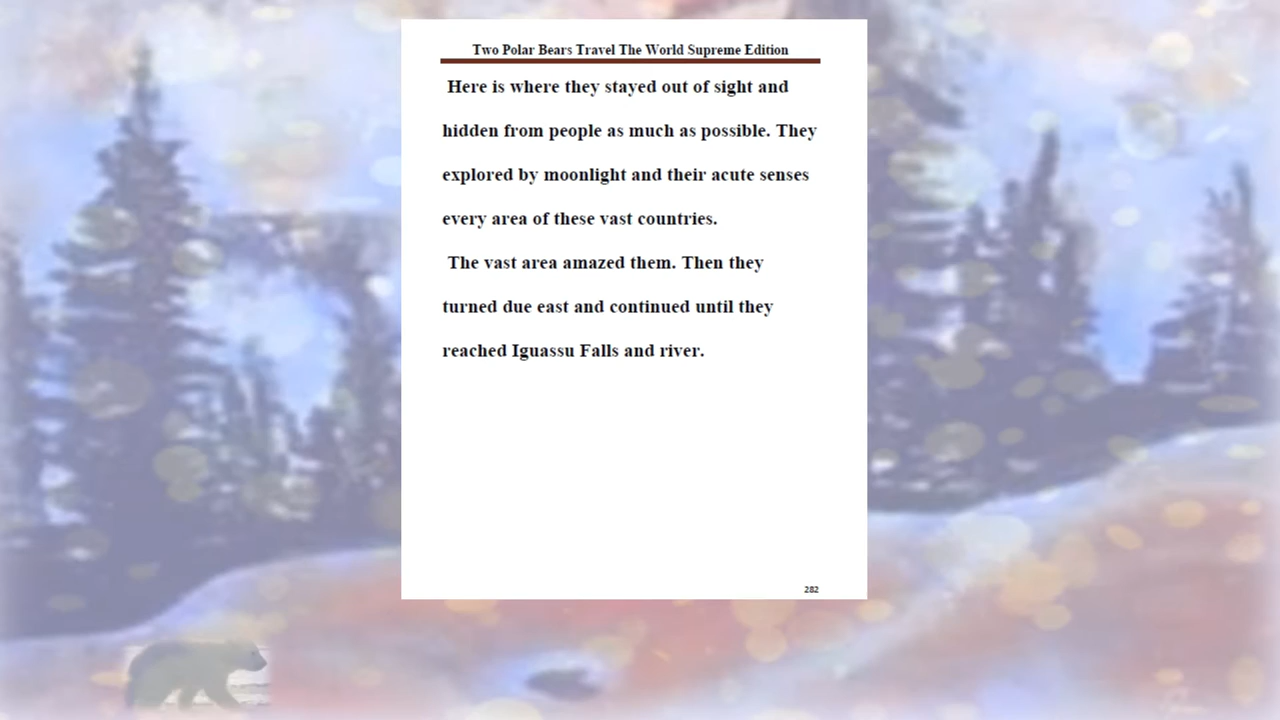 Two Polar Bears Travel The World Supreme Edition
Here is where they stayed out of sight and
hidden from people as much as possible. They
explored by moonlight and their acute senses
every area of these vast countries.
The vast area amazed them. Then they
turned due east and continued until they
reached Iguassu Falls and river.
282